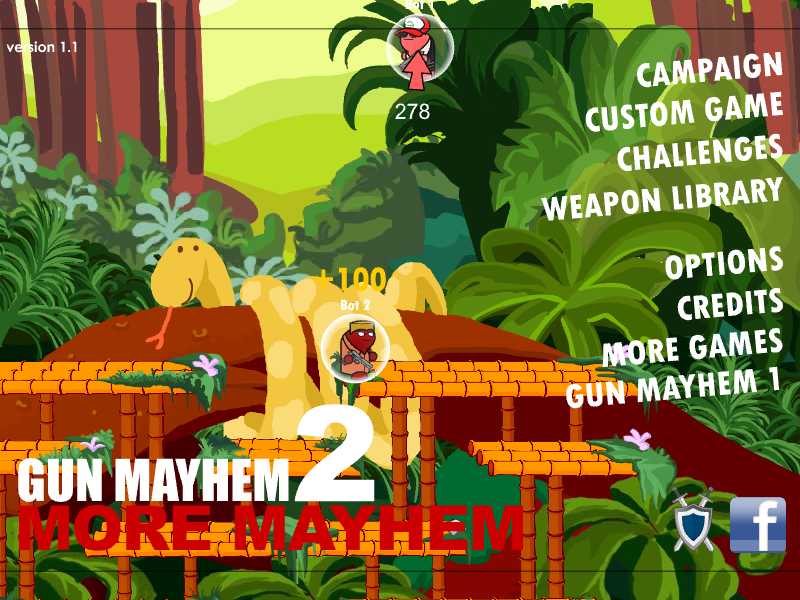 version 1.1
278
CAMPAIGN
CUSTOM GAME
CHALLENGES
WEAPON LIBRARY
+100
Bot 2
OPTIONS
CREDITS
MORE GAMES
GUN MAYHEM 1
GUN MAYHEM 2
MORE MAYHEM
f